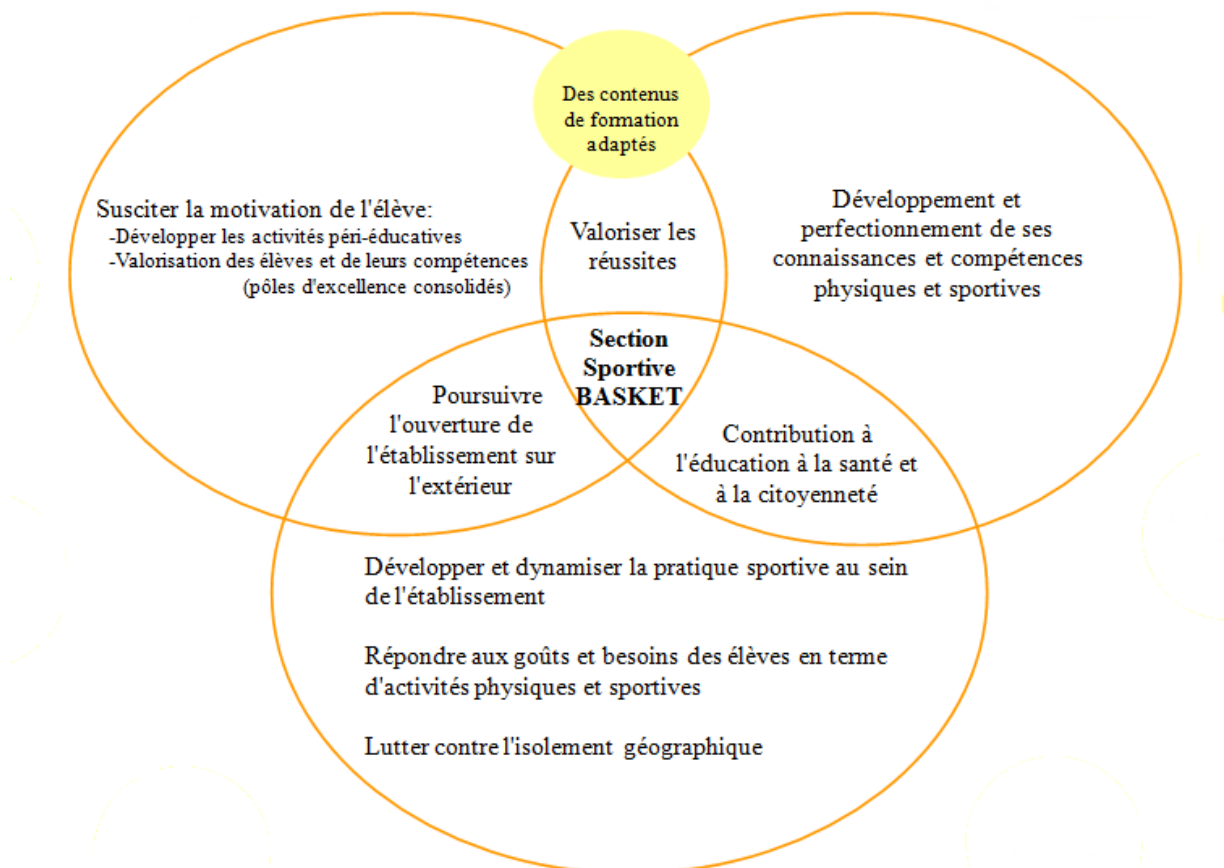 Des contenus
de formation
adaptés
Susciter la motivation de l'élève:
-Développer les activités péri-éducatives
-Valorisation des élèves et de leurs compétences
(pôles d'excellence consolidés)
Valoriser les
réussites
Développement et
perfectionnement de ses
connaissances et compétences
physiques et sportives
Section
Sportive
BASKET
Poursuivre
l'ouverture de
l'établissement sur
l'extérieur
Contribution à
l'éducation à la santé et
à la citoyenneté
Développer et dynamiser la pratique sportive au sein
de l'établissement
Répondre aux goûts et besoins des élèves en terme
d'activités physiques et sportives
Lutter contre l'isolement géographique